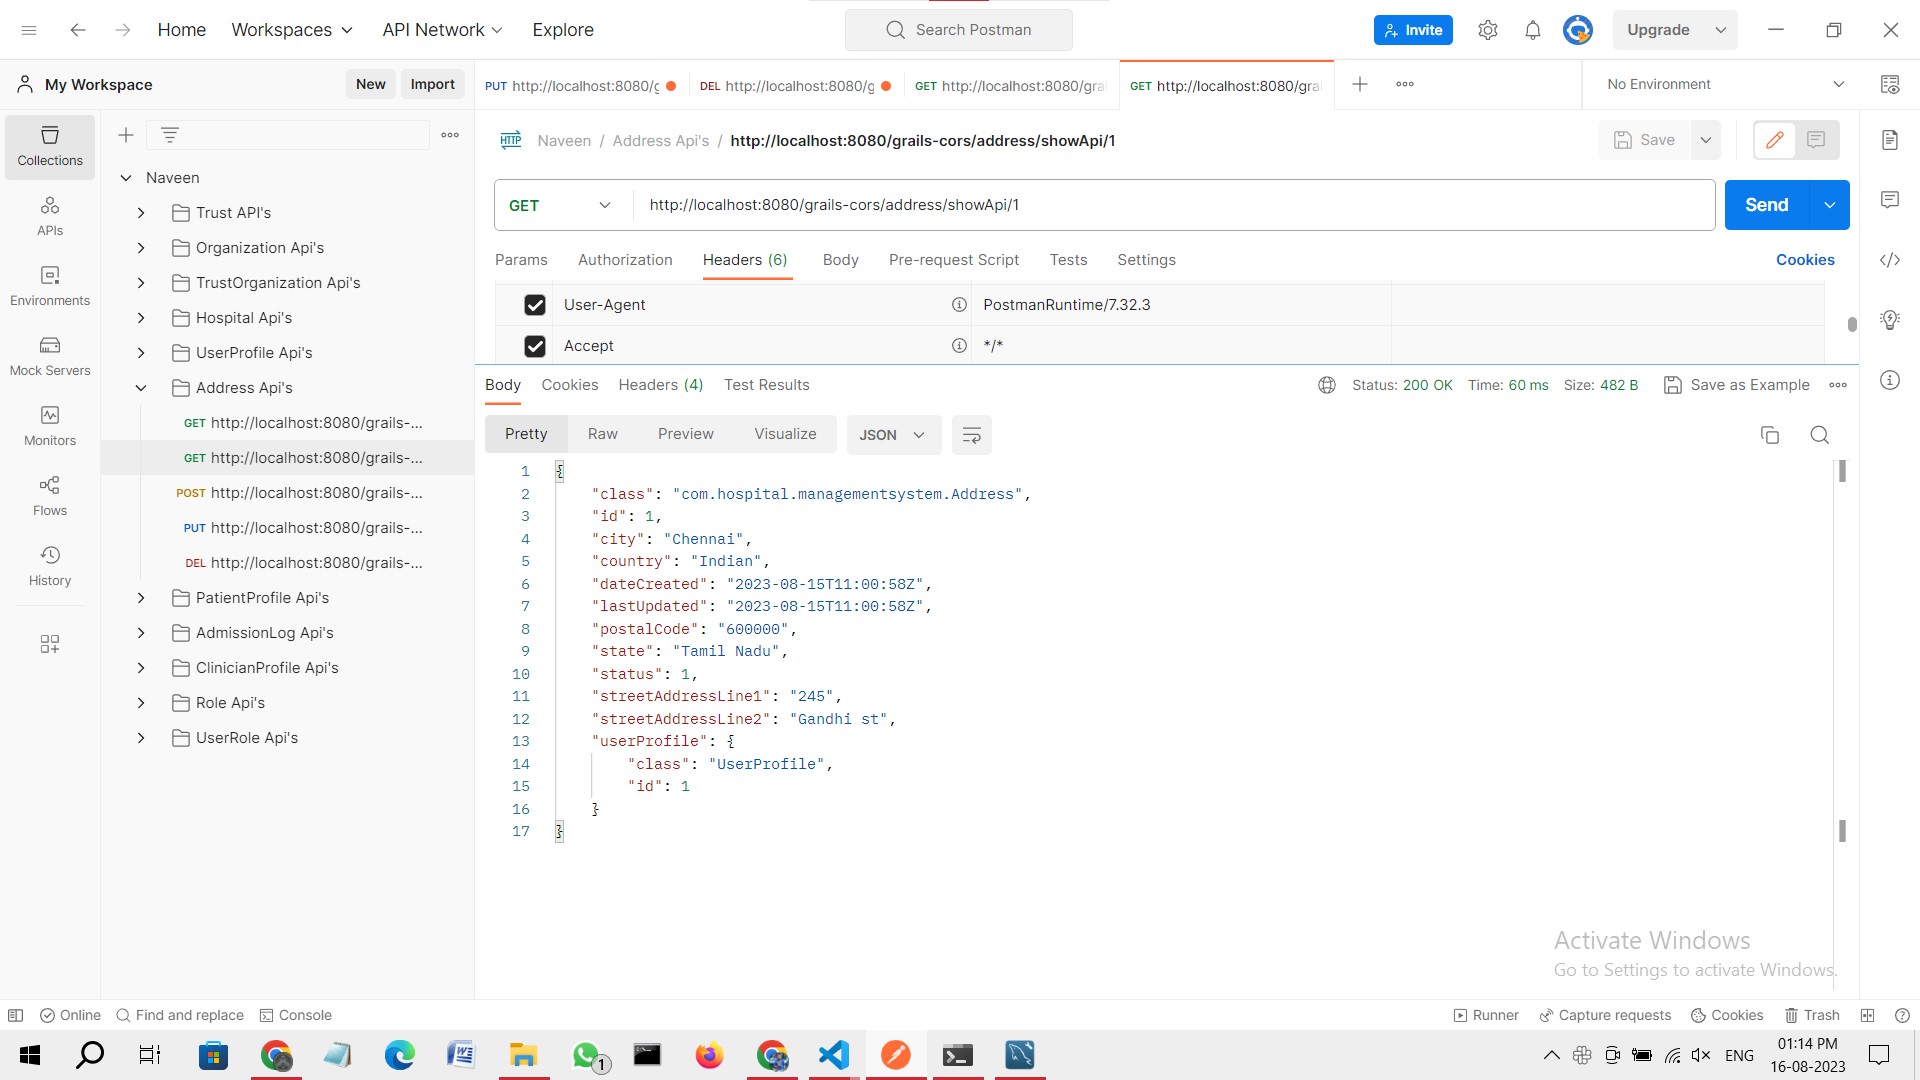 Home Workspaces API Network Explore Search Postman Invite Upgrade
My Workspace New Import PUT http://localhost:8080/g DEL http://localhost:8080/g GET http://localhost:8080/gra GET http://localhost:8080/gra No Environment
HTTP Naveen / Address Api's / http://localhost:8080/grails-cors/address/showApi/1 Save
GET http://localhost:8080/grails-cors/address/showApi/1 Send
Params Authorization Headers (6) Body Pre-request Script Tests Settings Cookies
User-Agent PostmanRuntime/7.32.3
Accept */*
Body Cookies Headers (4) Test Results Status: 200 OK Time: 60 ms Size: 482 B Save as Example
Pretty Raw Preview Visualize JSON
1 {
2 "class": "com.hospital.managementsystem.Address",
3 "id": 1,
4 "city": "Chennai",
5 "country": "Indian",
6 "dateCreated": "2023-08-15T11:00:58Z",
7 "lastUpdated": "2023-08-15T11:00:58Z",
8 "postalCode": "600000",
9 "state": "Tamil Nadu",
10 "status": 1,
11 "streetAddressLine1": "245",
12 "streetAddressLine2": "Gandhi st",
13 "userProfile": {
14 "class": "UserProfile",
15 "id": 1
16 }
17 }
Collections
APIs
Environments
Mock Servers
Monitors
Flows
History
Naveen
Trust API's
Organization Api's
TrustOrganization Api's
Hospital Api's
UserProfile Api's
Address Api's
GET http://localhost:8080/grails-...
GET http://localhost:8080/grails-...
POST http://localhost:8080/grails-...
PUT http://localhost:8080/grails-...
DEL http://localhost:8080/grails-...
PatientProfile Api's
AdmissionLog Api's
ClinicianProfile Api's
Role Api's
UserRole Api's
Activate Windows
Go to Settings to activate Windows.
Online Find and replace Console Runner Capture requests Cookies Trash
1 ENG 01:14 PM
16-08-2023